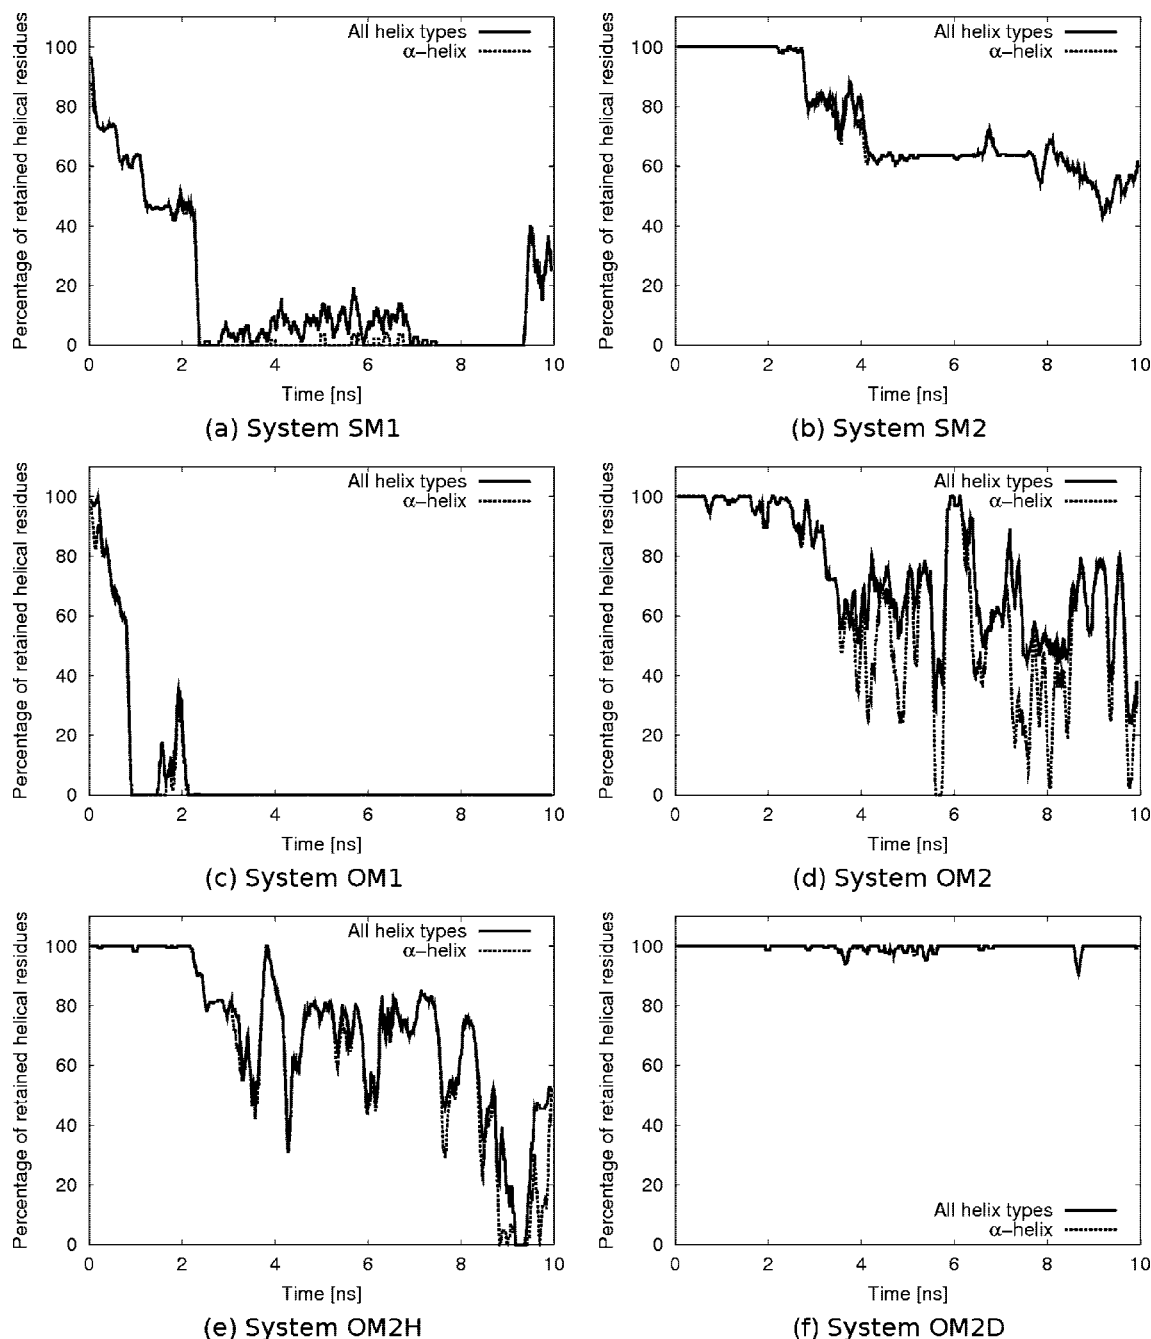 Percentage of retained helical residues
100
80
60
40
20
0
All helix types
α−helix
0 2 4 6 8 10
Time [ns]
(a) System SM1
Percentage of retained helical residues
100
80
60
40
20
0
All helix types
α−helix
0 2 4 6 8 10
Time [ns]
(b) System SM2
Percentage of retained helical residues
100
80
60
40
20
0
All helix types
α−helix
0 2 4 6 8 10
Time [ns]
(c) System OM1
Percentage of retained helical residues
100
80
60
40
20
0
All helix types
α−helix
0 2 4 6 8 10
Time [ns]
(d) System OM2
Percentage of retained helical residues
100
80
60
40
20
0
All helix types
α−helix
0 2 4 6 8 10
Time [ns]
(e) System OM2H
Percentage of retained helical residues
100
80
60
40
20
0
All helix types
α−helix
0 2 4 6 8 10
Time [ns]
(f) System OM2D